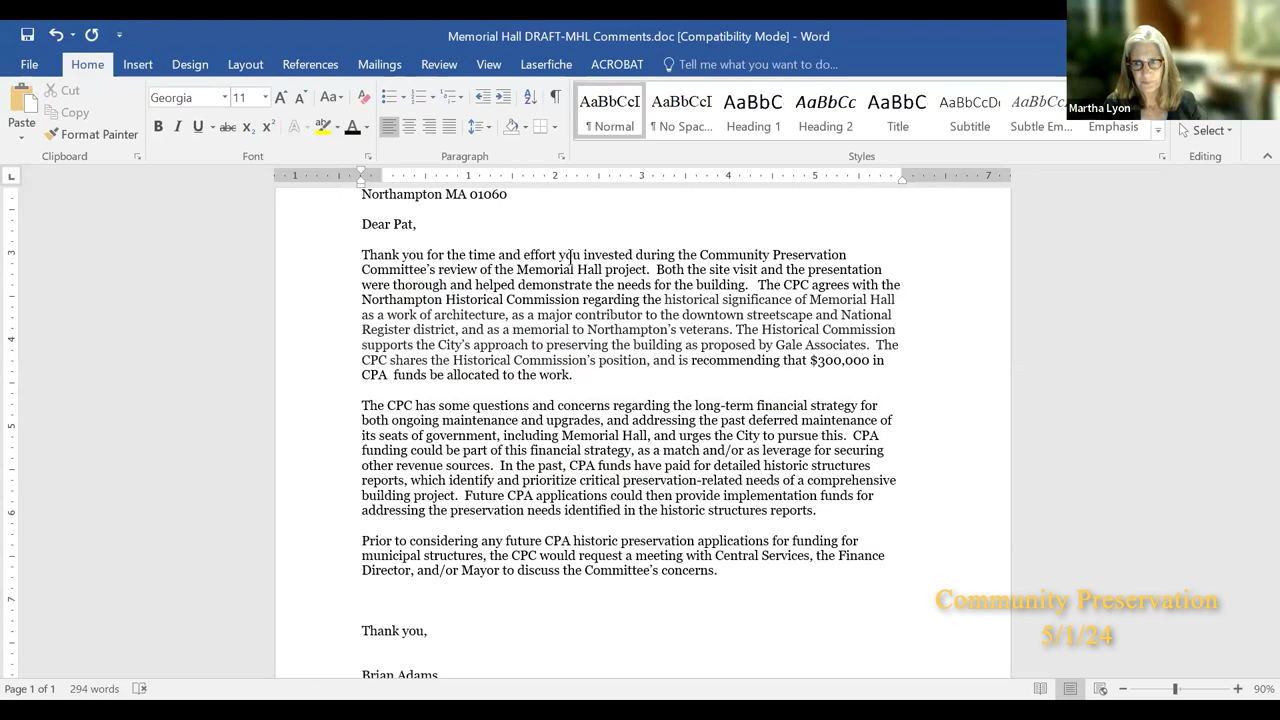 Memorial Hall DRAFT-MHL Comments.doc [Compatibility Mode] - Word
File Home Insert Design Layout References Mailings Review View Laserfiche ACROBAT Tell me what you want to do...
Martha Lyon
Paste
Cut
Copy
Format Painter
Clipboard
Georgia 11
Font
Paragraph
AaBbCcI AaBbCcI AaBbC AaBbCc AaBbC AaBbCcDc AaBbCcI
¶ Normal ¶ No Spac... Heading 1 Heading 2 Title Subtitle Subtle Em... Emphasis
Styles
Select
Editing
Northampton MA 01060
Dear Pat,
Thank you for the time and effort you invested during the Community Preservation
Committee's review of the Memorial Hall project.  Both the site visit and the presentation
were thorough and helped demonstrate the needs for the building.   The CPC agrees with the
Northampton Historical Commission regarding the historical significance of Memorial Hall
as a work of architecture, as a major contributor to the downtown streetscape and National
Register district, and as a memorial to Northampton's veterans. The Historical Commission
supports the City's approach to preserving the building as proposed by Gale Associates.  The
CPC shares the Historical Commission's position, and is recommending that $300,000 in
CPA  funds be allocated to the work.
The CPC has some questions and concerns regarding the long-term financial strategy for
both ongoing maintenance and upgrades, and addressing the past deferred maintenance of
its seats of government, including Memorial Hall, and urges the City to pursue this.  CPA
funding could be part of this financial strategy, as a match and/or as leverage for securing
other revenue sources.  In the past, CPA funds have paid for detailed historic structures
reports, which identify and prioritize critical preservation-related needs of a comprehensive
building project.  Future CPA applications could then provide implementation funds for
addressing the preservation needs identified in the historic structures reports.
Prior to considering any future CPA historic preservation applications for funding for
municipal structures, the CPC would request a meeting with Central Services, the Finance
Director, and/or Mayor to discuss the Committee's concerns.
Thank you,
Brian Adams
Community Preservation
5/1/24
Page 1 of 1 294 words
90%